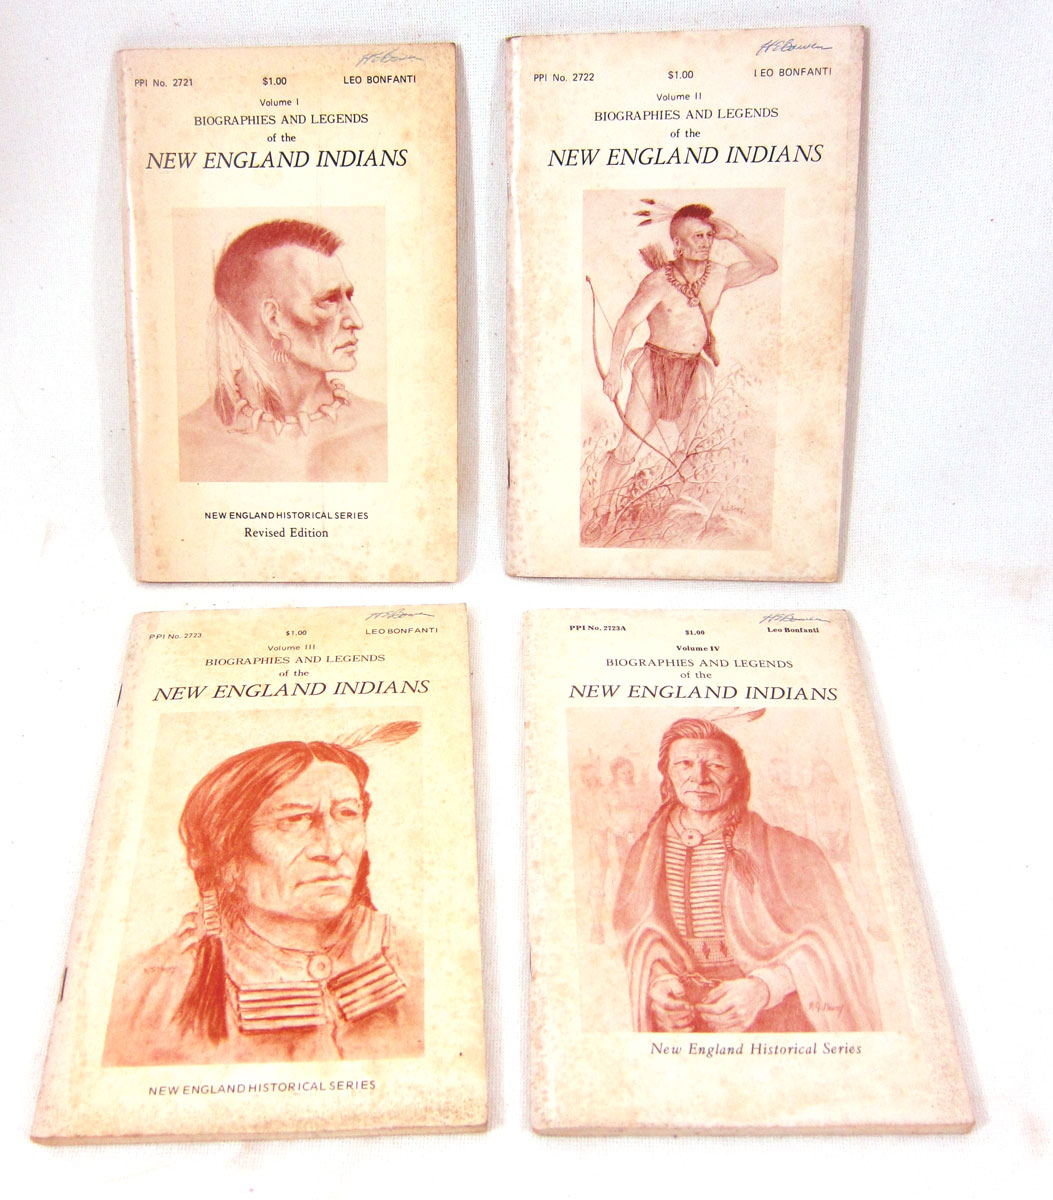 HEBowen
PPI No. 2721 $1.00 LEO BONFANTI
Volume I
BIOGRAPHIES AND LEGENDS
of the
NEW ENGLAND INDIANS
NEW ENGLAND HISTORICAL SERIES
Revised Edition
HEBowen
PPI No. 2722 $1.00 LEO BONFANTI
Volume II
BIOGRAPHIES AND LEGENDS
of the
NEW ENGLAND INDIANS
HEBowen
PPI No. 2723 $1.00 LEO BONFANTI
Volume III
BIOGRAPHIES AND LEGENDS
of the
NEW ENGLAND INDIANS
NEW ENGLAND HISTORICAL SERIES
HEBowen
PPI No. 2723A $1.00 Leo Bonfanti
Volume IV
BIOGRAPHIES AND LEGENDS
of the
NEW ENGLAND INDIANS
New England Historical Series